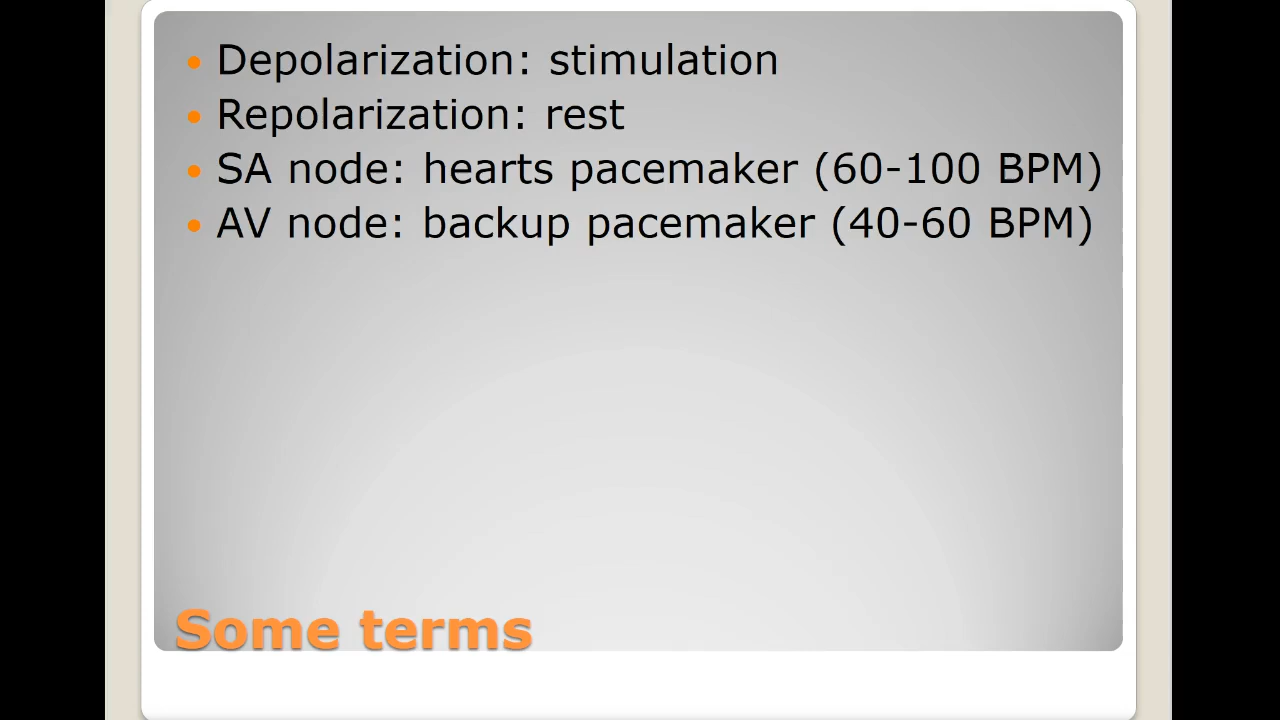 Depolarization: stimulation
Repolarization: rest
SA node: hearts pacemaker (60-100 BPM)
AV node: backup pacemaker (40-60 BPM)
Some terms